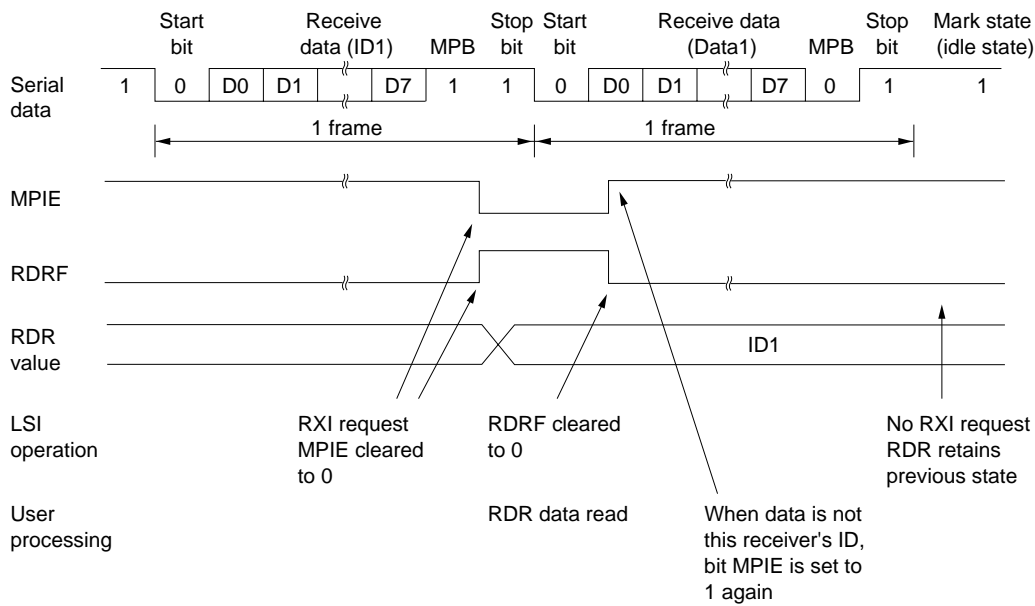 Start Receive Stop Start Receive data Stop Mark state
bit data (ID1) MPB bit bit (Data1) MPB bit (idle state)
Serial data 1 0 D0 D1 D7 1 1 0 D0 D1 D7 0 1 1
1 frame 1 frame
MPIE
RDRF
RDR
value ID1
LSI RXI request RDRF cleared No RXI request
operation MPIE cleared to 0 RDR retains
to 0 previous state
User RDR data read When data is not
processing this receiver's ID,
bit MPIE is set to
1 again